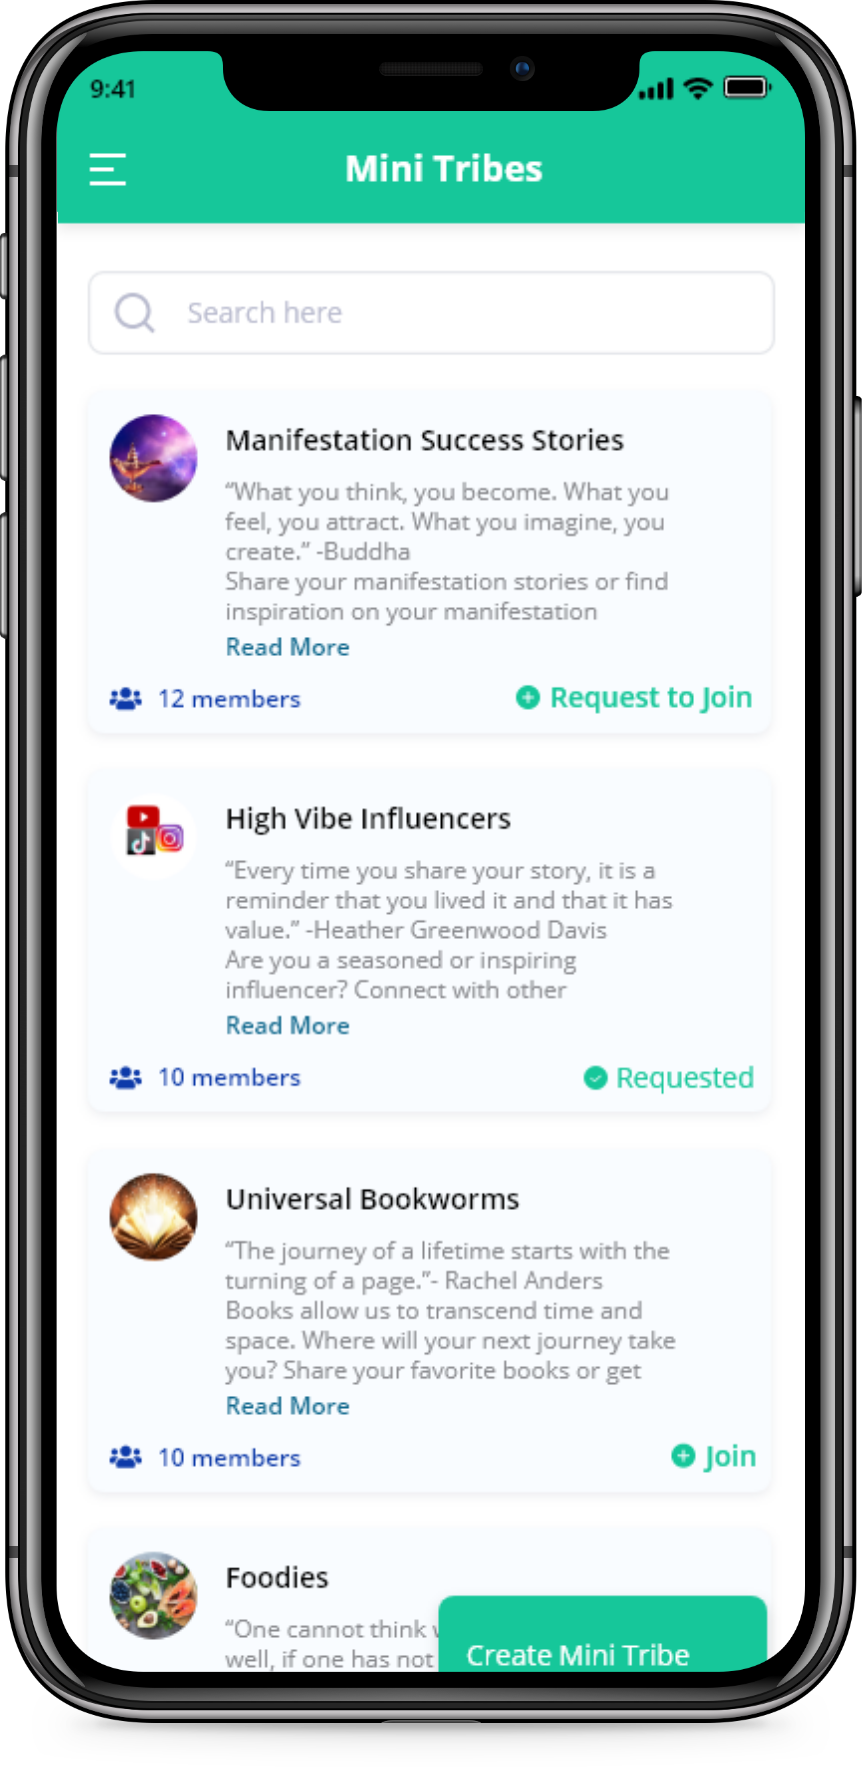 9:41
Mini Tribes
Search here
Manifestation Success Stories
“What you think, you become. What you
feel, you attract. What you imagine, you
create.” -Buddha
Share your manifestation stories or find
inspiration on your manifestation
Read More
12 members
Request to Join
High Vibe Influencers
“Every time you share your story, it is a
reminder that you lived it and that it has
value.” -Heather Greenwood Davis
Are you a seasoned or inspiring
influencer? Connect with other
Read More
10 members
Requested
Universal Bookworms
“The journey of a lifetime starts with the
turning of a page.”- Rachel Anders
Books allow us to transcend time and
space. Where will your next journey take
you? Share your favorite books or get
Read More
10 members
Join
Foodies
“One cannot think
well, if one has not
Create Mini Tribe